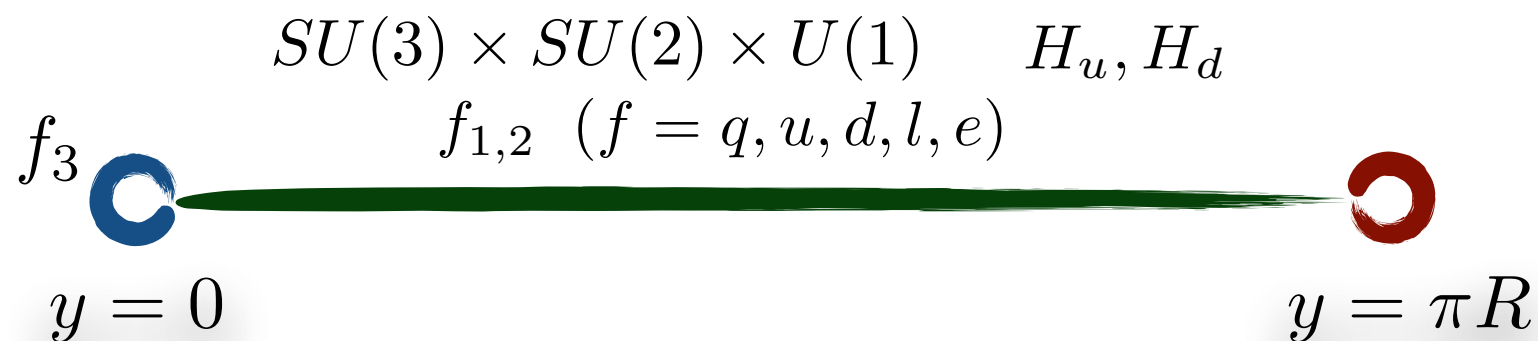 SU(3) × SU(2) × U(1) H_u, H_d
f_{1,2} (f = q, u, d, l, e)
f_3
y = 0
y = πR